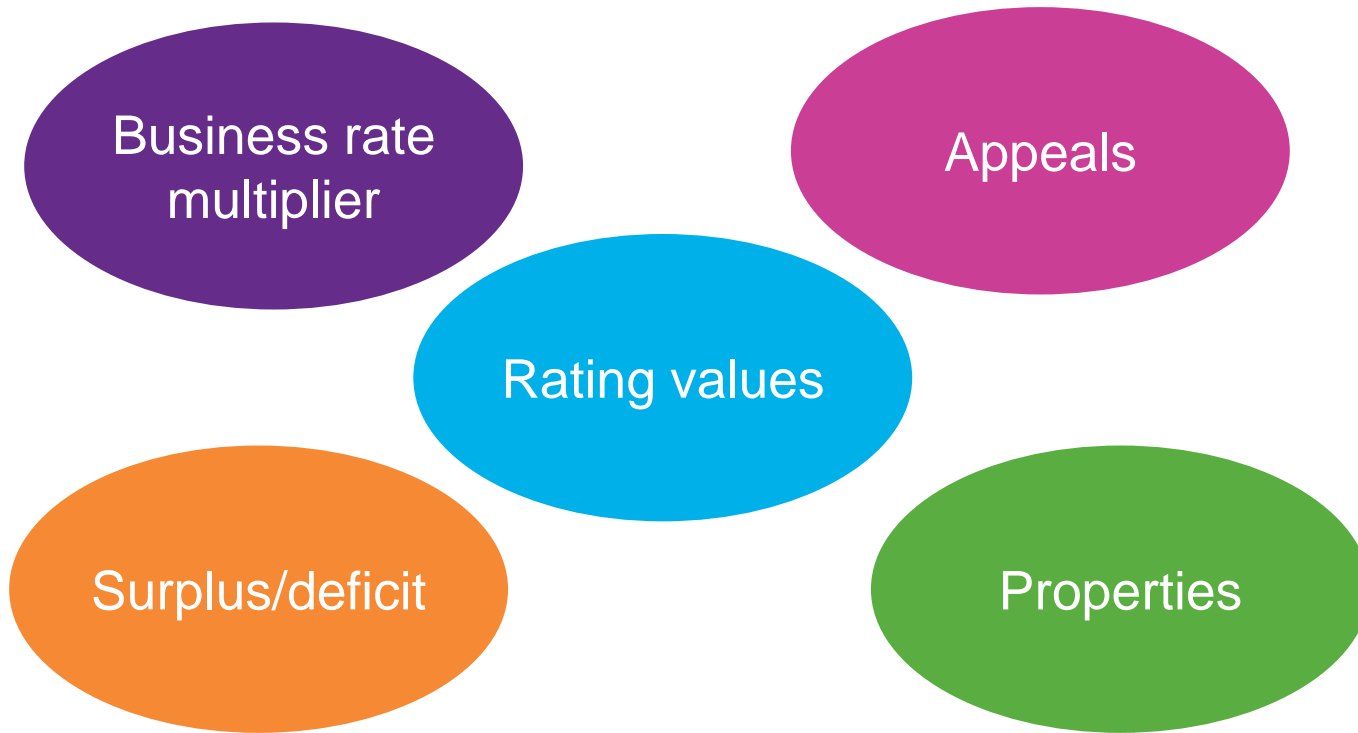 Business rate
multiplier
Appeals
Rating values
Surplus/deficit
Properties